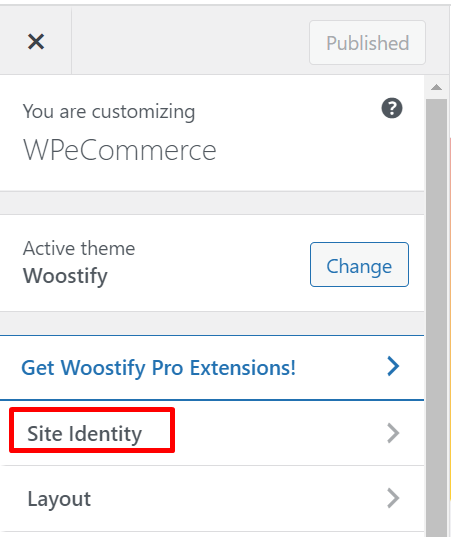 Published
You are customizing
WPeCommerce
Active theme
Woostify
Change
Get Woostify Pro Extensions!
Site Identity
Layout